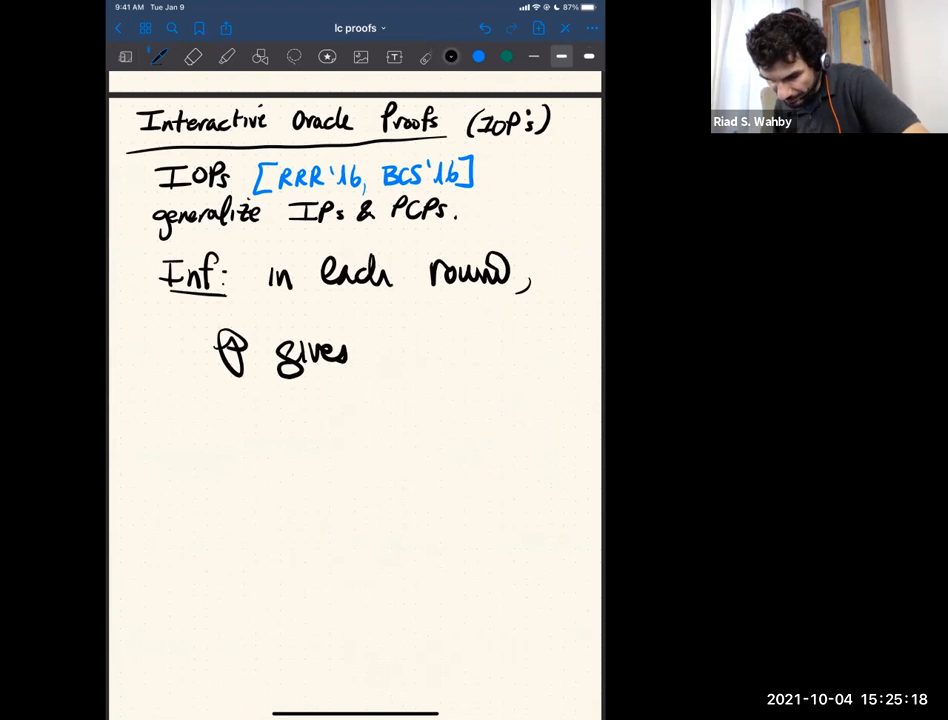 9:41 AM Tue Jan 9
87%
lc proofs
Interactive Oracle Proofs (IOP's)
IOPs [RRR'16, BCS'16]
generalize IPs & PCPs.
Inf: in each round,
P gives
Riad S. Wahby
2021-10-04 15:25:18